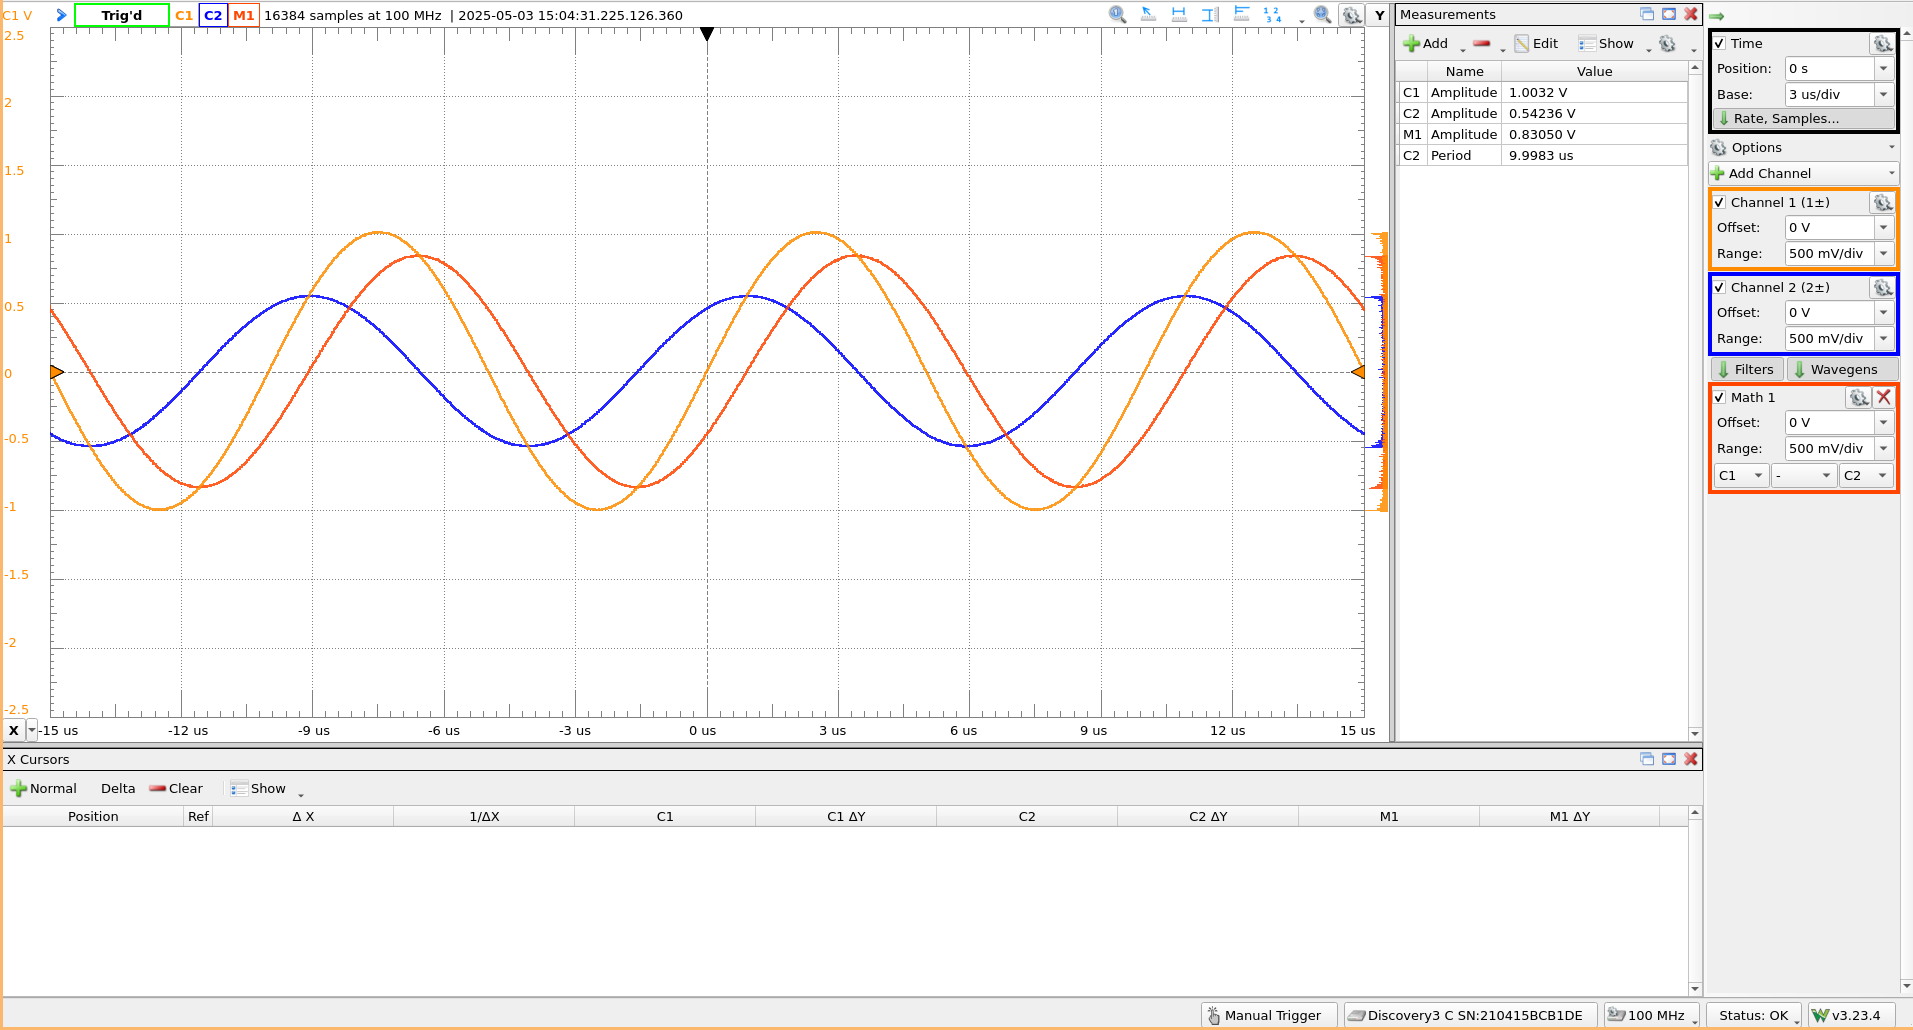 C1 V Trig'd C1 C2 M1 16384 samples at 100 MHz | 2025-05-03 15:04:31.225.126.360 Y
2.5
2
1.5
1
0.5
0
-0.5
-1
-1.5
-2
-2.5
X -15 us -12 us -9 us -6 us -3 us 0 us 3 us 6 us 9 us 12 us 15 us
Measurements
Add Edit Show
Name Value
C1 Amplitude 1.0032 V
C2 Amplitude 0.54236 V
M1 Amplitude 0.83050 V
C2 Period 9.9983 us
Time
Position: 0 s
Base: 3 us/div
Rate, Samples...
Options
Add Channel
Channel 1 (1±)
Offset: 0 V
Range: 500 mV/div
Channel 2 (2±)
Offset: 0 V
Range: 500 mV/div
Filters Wavegens
Math 1
Offset: 0 V
Range: 500 mV/div
C1 - C2
X Cursors
Normal Delta Clear Show
Position Ref Δ X 1/ΔX C1 C1 ΔY C2 C2 ΔY M1 M1 ΔY
Manual Trigger Discovery3 C SN:210415BCB1DE 100 MHz Status: OK v3.23.4